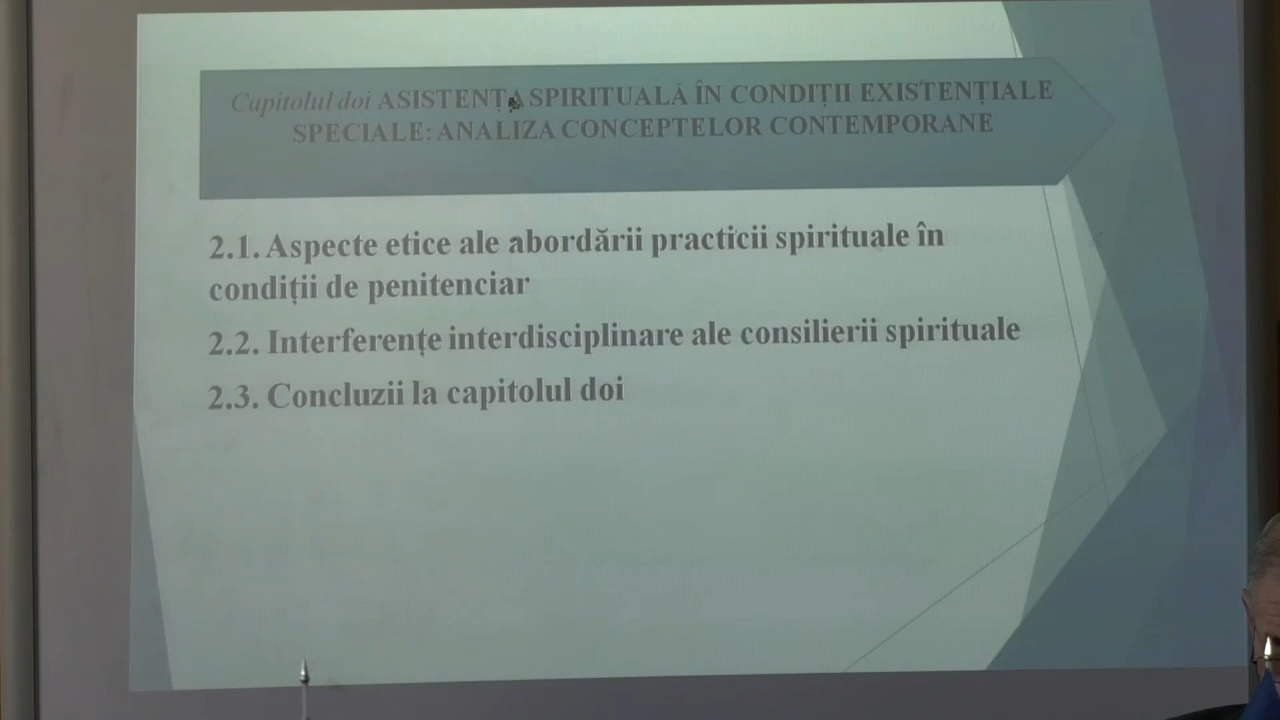 Capitolul doi ASISTENȚA SPIRITUALĂ ÎN CONDIȚII EXISTENȚIALE
SPECIALE: ANALIZA CONCEPTELOR CONTEMPORANE
2.1. Aspecte etice ale abordării practicii spirituale în
condiții de penitenciar
2.2. Interferențe interdisciplinare ale consilierii spirituale
2.3. Concluzii la capitolul doi